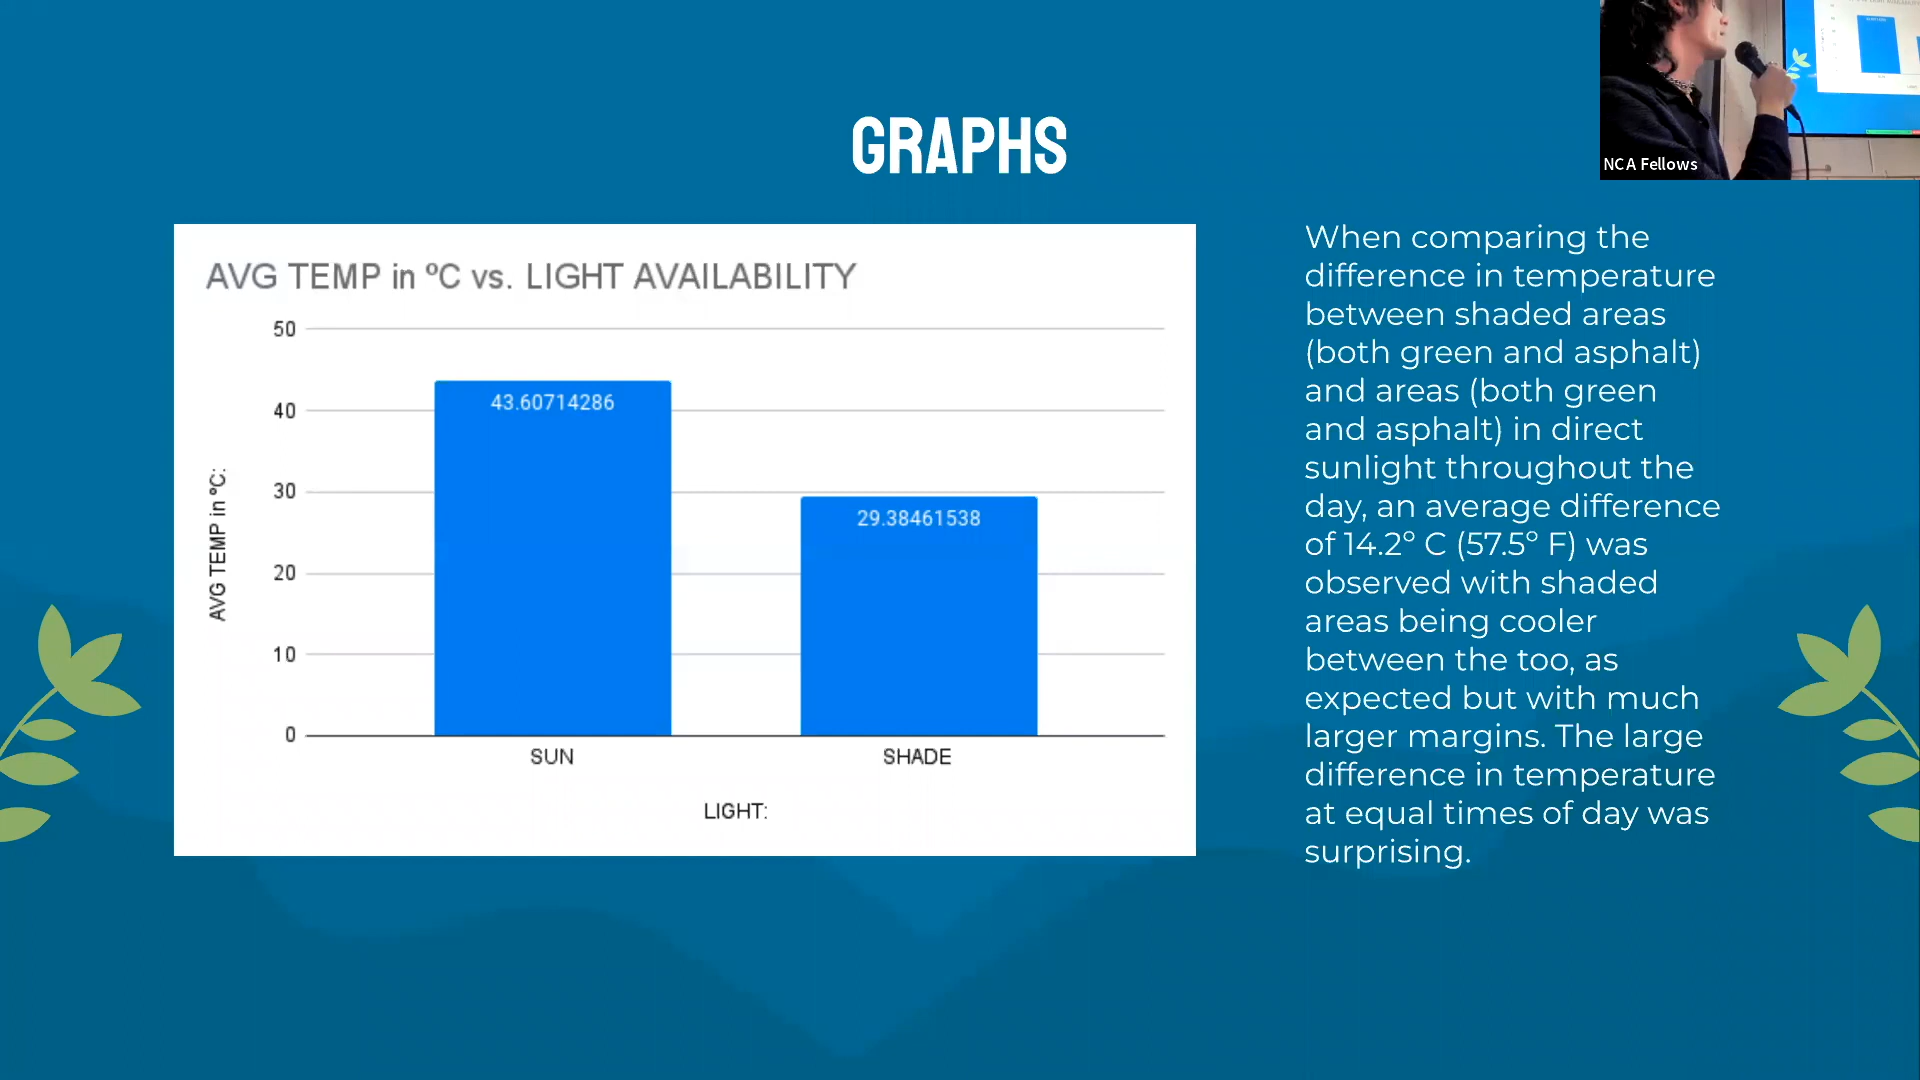 GRAPHS
NCA Fellows
AVG TEMP in ºC vs. LIGHT AVAILABILITY
AVG TEMP in ºC:
50
40
30
20
10
0
43.60714286
29.38461538
SUN
SHADE
LIGHT:
When comparing the
difference in temperature
between shaded areas
(both green and asphalt)
and areas (both green
and asphalt) in direct
sunlight throughout the
day, an average difference
of 14.2º C (57.5º F) was
observed with shaded
areas being cooler
between the too, as
expected but with much
larger margins. The large
difference in temperature
at equal times of day was
surprising.